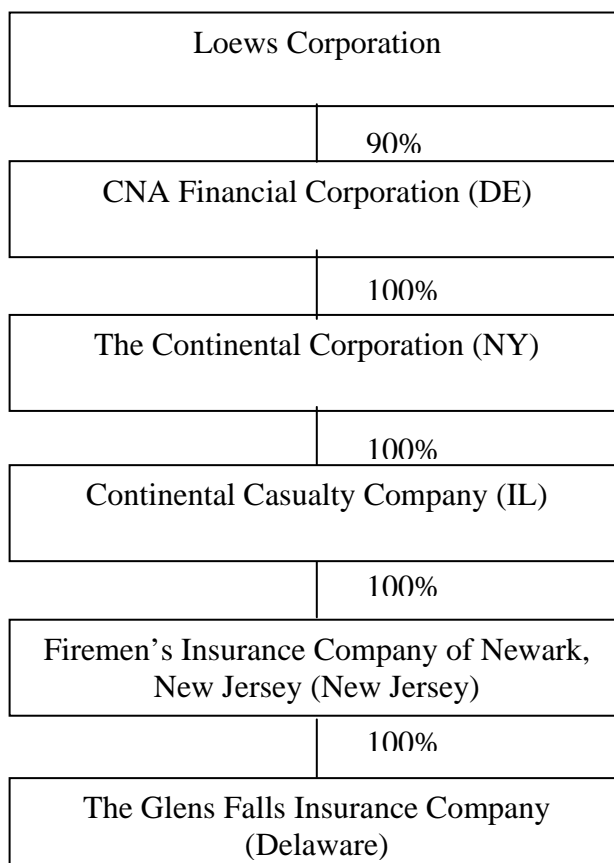 Loews Corporation
90%
CNA Financial Corporation (DE)
100%
The Continental Corporation (NY)
100%
Continental Casualty Company (IL)
100%
Firemen’s Insurance Company of Newark,
New Jersey (New Jersey)
100%
The Glens Falls Insurance Company
(Delaware)